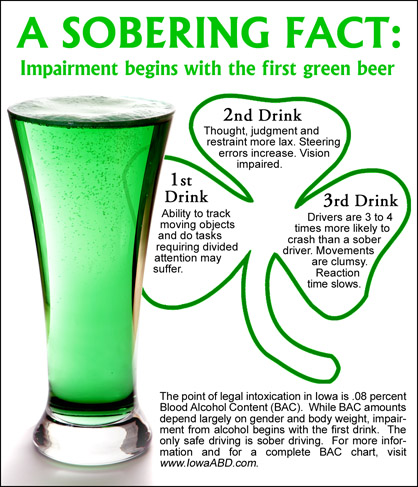 A SOBERING FACT:
Impairment begins with the first green beer
2nd Drink
Thought, judgment and
restraint more lax. Steering
errors increase. Vision
impaired.
1st
Drink
Ability to track
moving objects
and do tasks
requiring divided
attention may
suffer.
3rd Drink
Drivers are 3 to 4
times more likely to
crash than a sober
driver. Movements
are clumsy.
Reaction
time slows.
The point of legal intoxication in Iowa is .08 percent
Blood Alcohol Content (BAC). While BAC amounts
depend largely on gender and body weight, impair-
ment from alcohol begins with the first drink. The
only safe driving is sober driving. For more infor-
mation and for a complete BAC chart, visit
www.IowaABD.com.